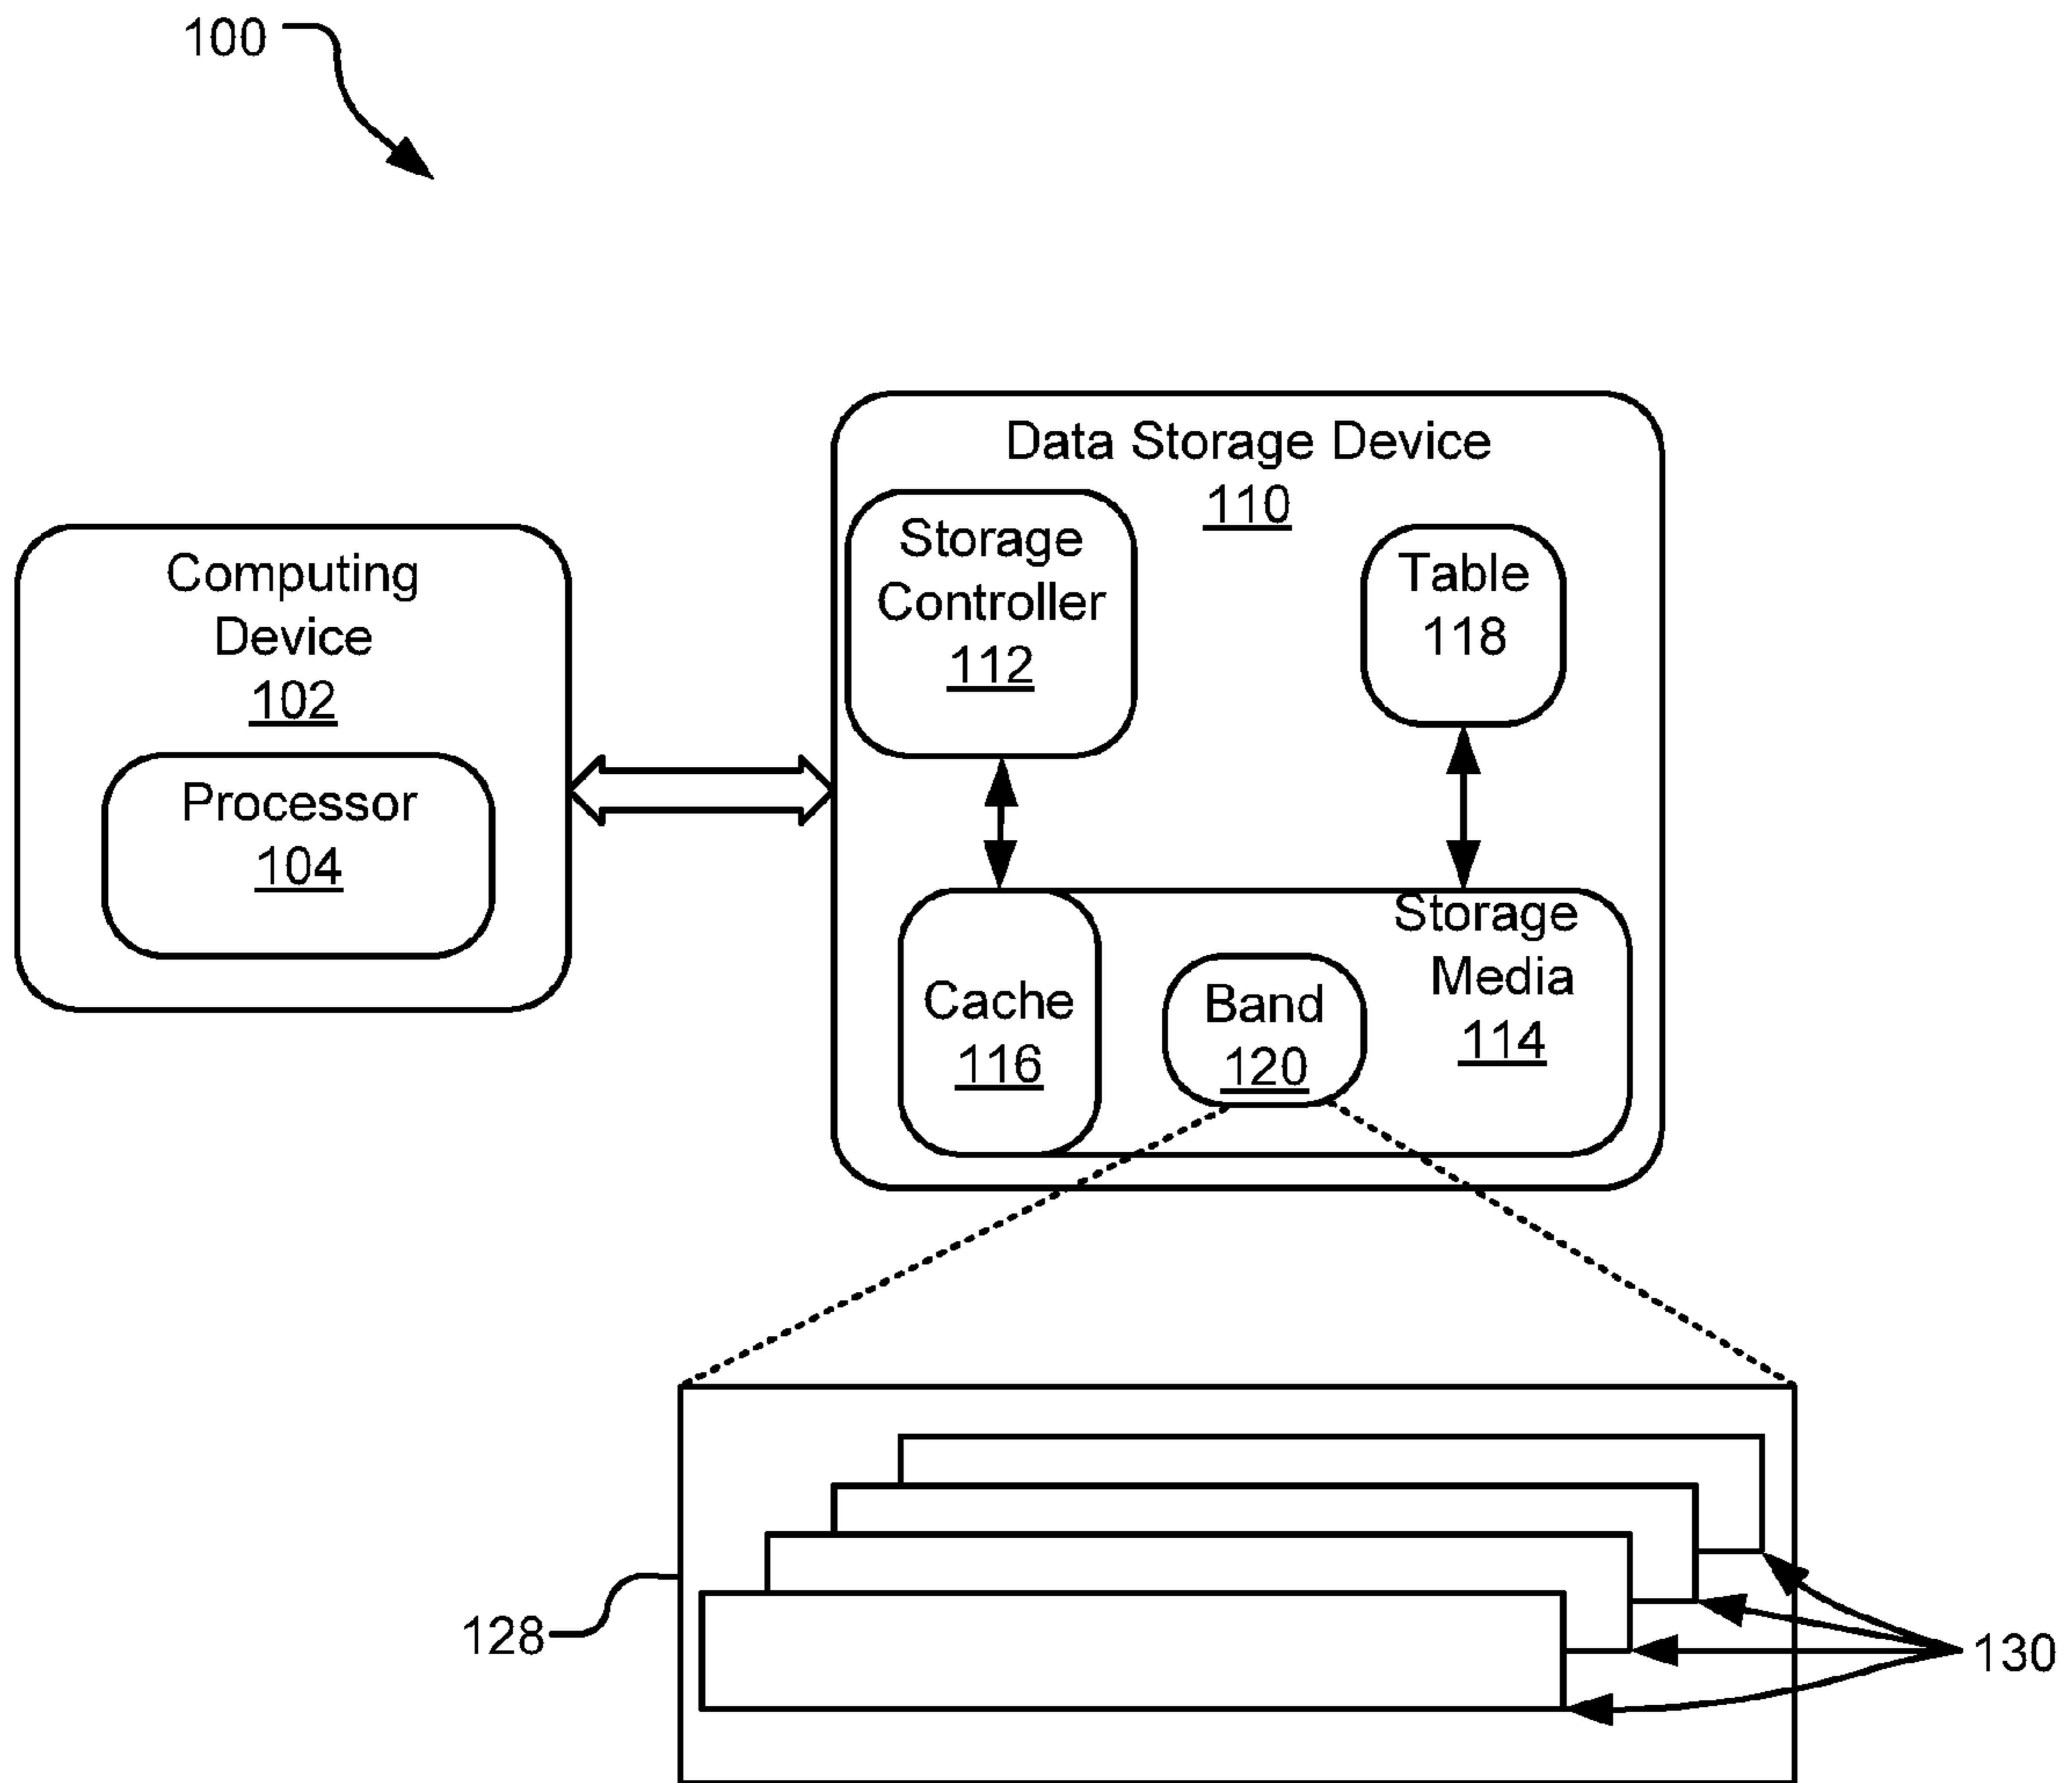 100
Data Storage Device
110
Storage
Controller
112
Table
118
Computing
Device
102
Processor
104
Storage
Media
114
Cache
116
Band
120
128
130